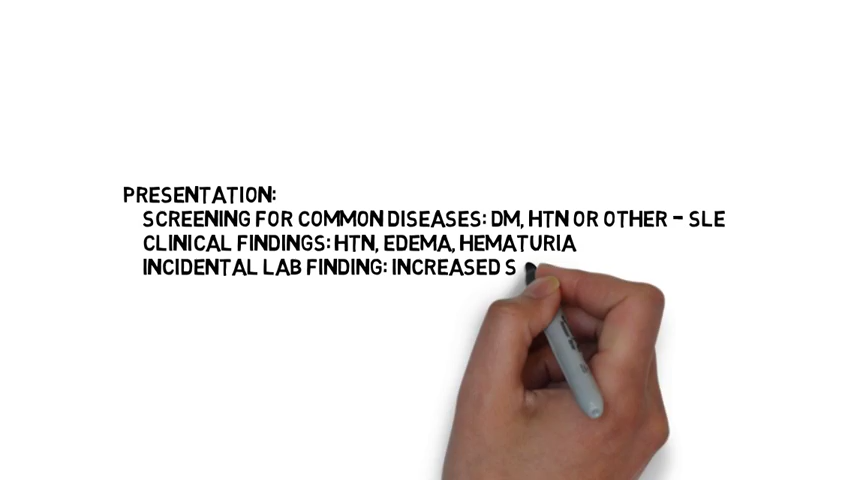 PRESENTATION:
SCREENING FOR COMMON DISEASES: DM, HTN OR OTHER - SLE
CLINICAL FINDINGS: HTN, EDEMA, HEMATURIA
INCIDENTAL LAB FINDING: INCREASED S